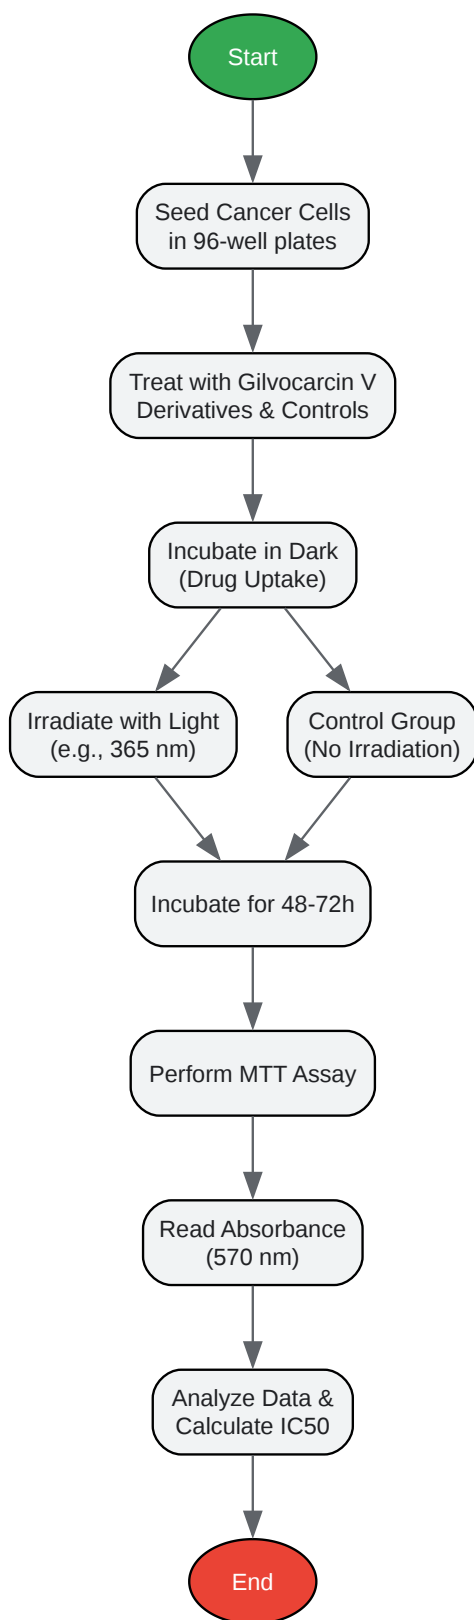 Start
Seed Cancer Cells
in 96-well plates
Treat with Gilvocarcin V
Derivatives & Controls
Incubate in Dark
(Drug Uptake)
Irradiate with Light
(e.g., 365 nm)
Control Group
(No Irradiation)
Incubate for 48-72h
Perform MTT Assay
Read Absorbance
(570 nm)
Analyze Data &
Calculate IC50
End